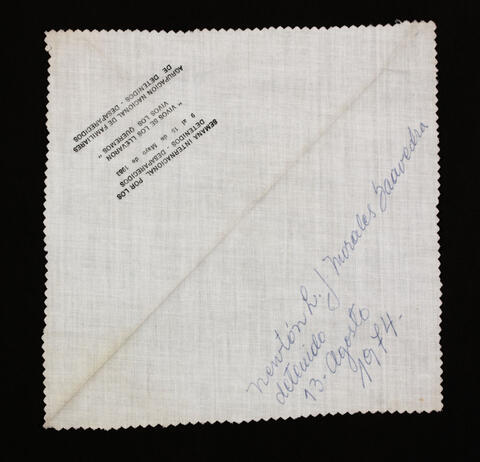 SEMANA INTERNACIONAL POR LOS
DETENIDOS - DESAPARECIDOS
9 al 15 de Mayo de 1983
" VIVOS SE LOS LLEVARON
VIVOS LOS QUEREMOS "
AGRUPACION NACIONAL DE FAMILIARES
DE DETENIDOS - DESAPARECIDOS
Newtón L. / Morales Saavedra
detenido
13. Agosto
1974.-